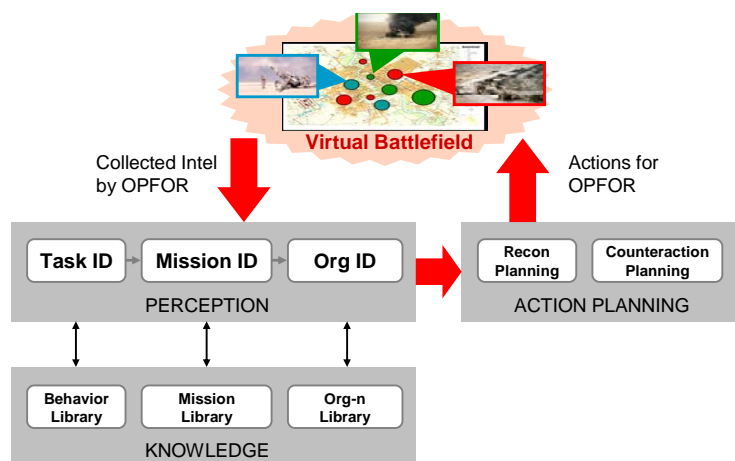 Virtual Battlefield
Collected Intel
by OPFOR
Actions for
OPFOR
Task ID
Mission ID
Org ID
PERCEPTION
Recon
Planning
Counteraction
Planning
ACTION PLANNING
Behavior
Library
Mission
Library
Org-n
Library
KNOWLEDGE